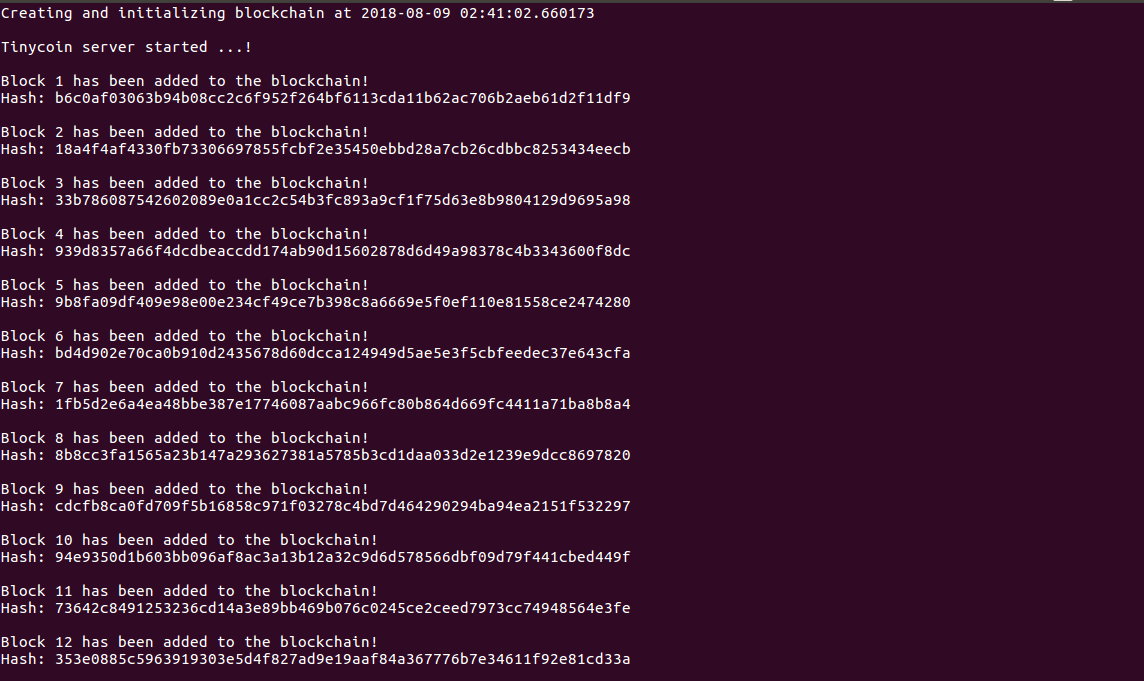 Creating and initializing blockchain at 2018-08-09 02:41:02.660173
Tinycoin server started ...!
Block 1 has been added to the blockchain!
Hash: b6c0af03063b94b08cc2c6f952f264bf6113cda11b62ac706b2aeb61d2f11df9
Block 2 has been added to the blockchain!
Hash: 18a4f4af4330fb73306697855fcbf2e35450ebbd28a7cb26cdbbc8253434eecb
Block 3 has been added to the blockchain!
Hash: 33b786087542602089e0a1cc2c54b3fc893a9cf1f75d63e8b9804129d9695a98
Block 4 has been added to the blockchain!
Hash: 939d8357a66f4dcdbeaccdd174ab90d15602878d6d49a98378c4b3343600f8dc
Block 5 has been added to the blockchain!
Hash: 9b8fa09df409e98e00e234cf49ce7b398c8a6669e5f0ef110e81558ce2474280
Block 6 has been added to the blockchain!
Hash: bd4d902e70ca0b910d2435678d60dcca124949d5ae5e3f5cbfeedec37e643cfa
Block 7 has been added to the blockchain!
Hash: 1fb5d2e6a4ea48bbe387e17746087aabc966fc80b864d669fc4411a71ba8b8a4
Block 8 has been added to the blockchain!
Hash: 8b8cc3fa1565a23b147a293627381a5785b3cd1daa033d2e1239e9dcc8697820
Block 9 has been added to the blockchain!
Hash: cdcfb8ca0fd709f5b16858c971f03278c4bd7d464290294ba94ea2151f532297
Block 10 has been added to the blockchain!
Hash: 94e9350d1b603bb096af8ac3a13b12a32c9d6d578566dbf09d79f441cbed449f
Block 11 has been added to the blockchain!
Hash: 73642c8491253236cd14a3e89bb469b076c0245ce2ceed7973cc74948564e3fe
Block 12 has been added to the blockchain!
Hash: 353e0885c5963919303e5d4f827ad9e19aaf84a367776b7e34611f92e81cd33a